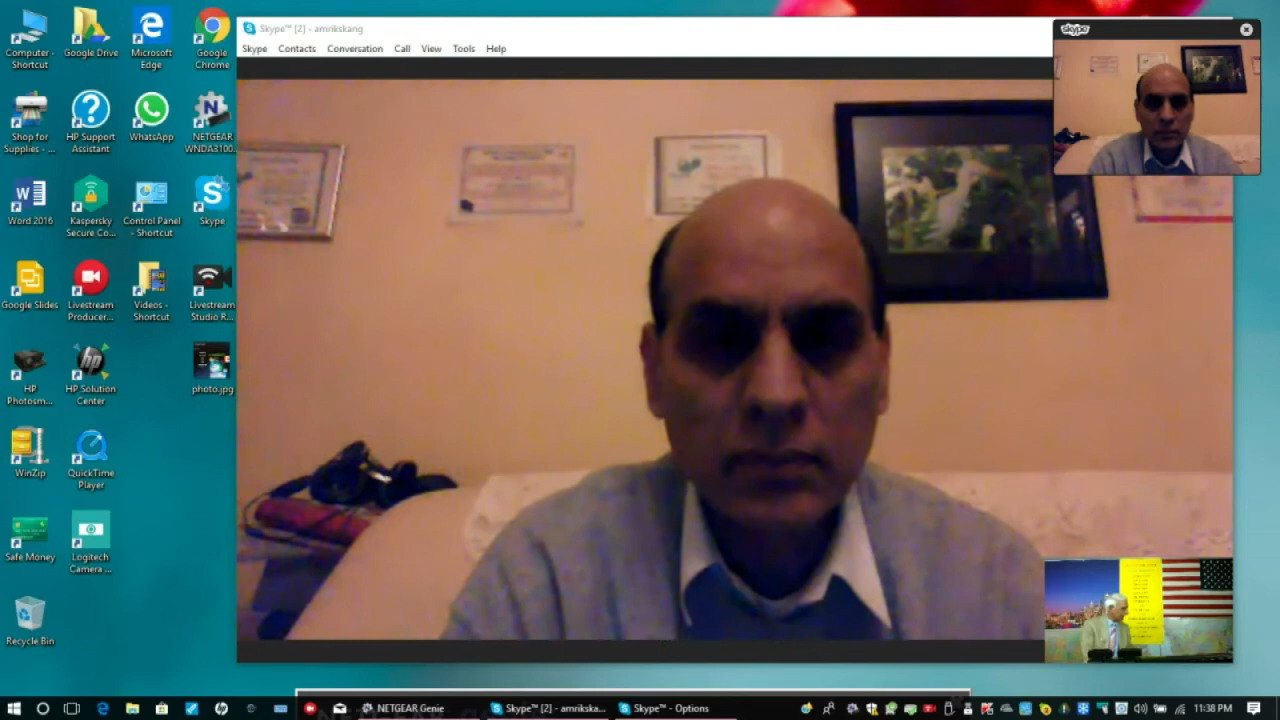 Skype™ [2] - amrikskang
Skype Contacts Conversation Call View Tools Help
skype
Computer -
Shortcut
Google Drive
Microsoft
Edge
Google
Chrome
Shop for
Supplies - ...
HP Support
Assistant
WhatsApp
NETGEAR
WNDA3100...
Word 2016
Kaspersky
Secure Co...
Control Panel
- Shortcut
Skype
Google Slides
Livestream
Producer...
Videos -
Shortcut
Livestream
Studio R...
HP
Photosm...
HP Solution
Center
photo.jpg
WinZip
QuickTime
Player
Safe Money
Logitech
Camera ...
Recycle Bin
NETGEAR Genie
Skype™ [2] - amrikska...
Skype™ - Options
11:38 PM